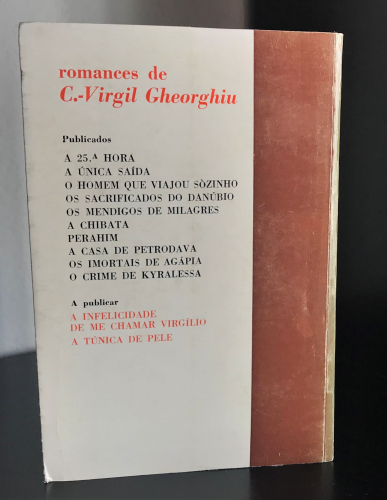 romances de
C.-Virgil Gheorghiu
Publicados
A 25.ª HORA
A ÚNICA SAÍDA
O HOMEM QUE VIAJOU SÒZINHO
OS SACRIFICADOS DO DANÚBIO
OS MENDIGOS DE MILAGRES
A CHIBATA
PERAHIM
A CASA DE PETRODAVA
OS IMORTAIS DE AGÁPIA
O CRIME DE KYRALESSA
A publicar
A INFELICIDADE
DE ME CHAMAR VIRGÍLIO
A TÚNICA DE PELE